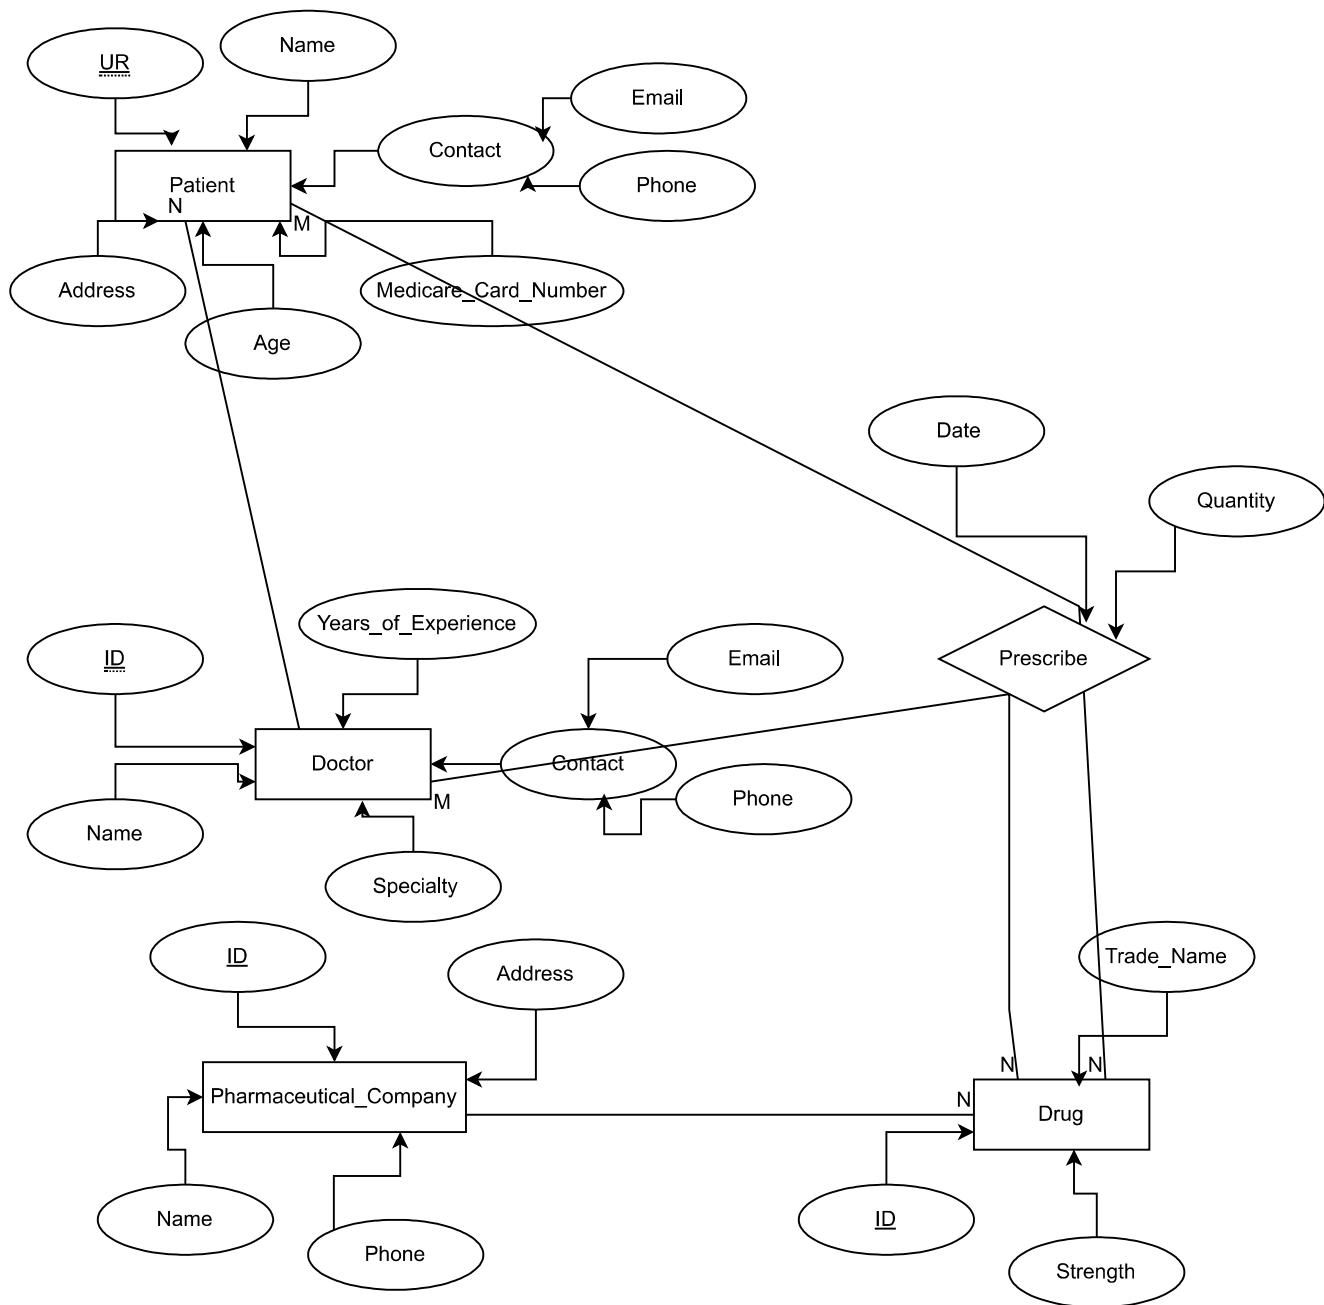 Name
UR
Email
Contact
Phone
Patient
N
M
Address
Medicare_Card_Number
Age
Date
Quantity
Years_of_Experience
ID
Email
Prescribe
Doctor
Contact
M
Phone
Name
Specialty
ID
Address
Trade_Name
N
N
Pharmaceutical_Company
N
Drug
Name
ID
Phone
Strength